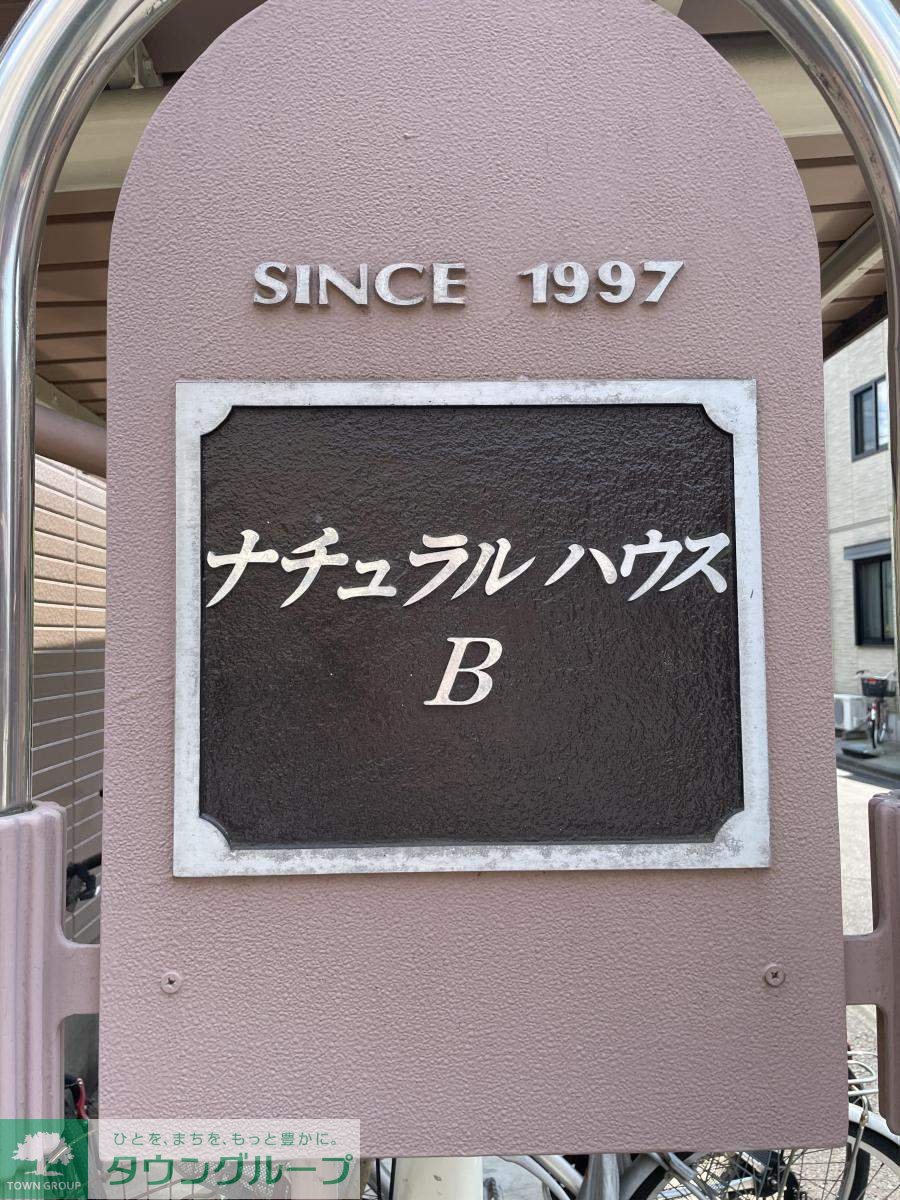 SINCE 1997
ナチュラル ハウス
B
ひとを、まちを、もっと豊かに。
タウングループ
TOWN GROUP